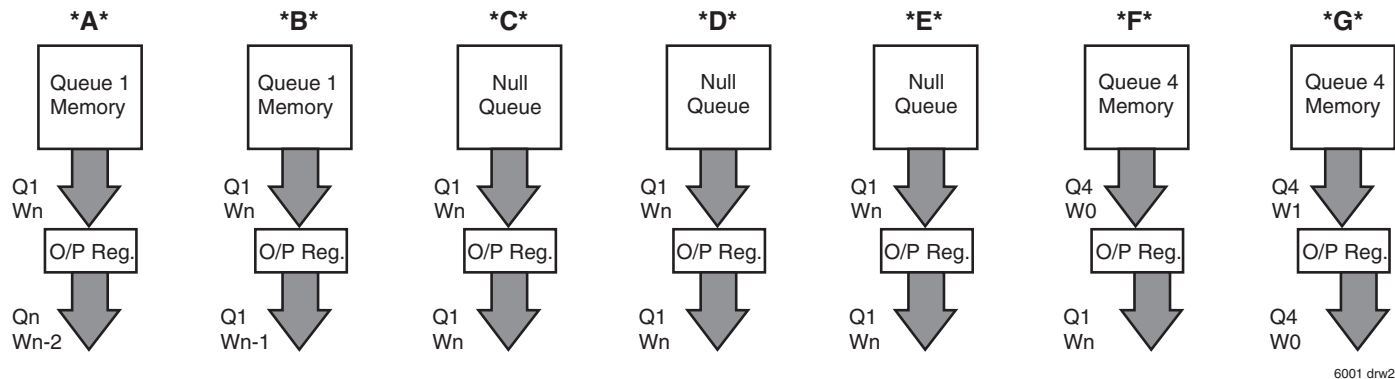 *A* *B* *C* *D* *E* *F* *G*
Queue 1 Queue 1 Null Null Null Queue 4 Queue 4
Memory Memory Queue Queue Queue Memory Memory
Q1 Q1 Q1 Q1 Q1 Q4 Q4
Wn Wn Wn Wn Wn W0 W1
O/P Reg. O/P Reg. O/P Reg. O/P Reg. O/P Reg. O/P Reg. O/P Reg.
Qn Q1 Q1 Q1 Q1 Q1 Q4
Wn-2 Wn-1 Wn Wn Wn Wn W0
6001 drw2